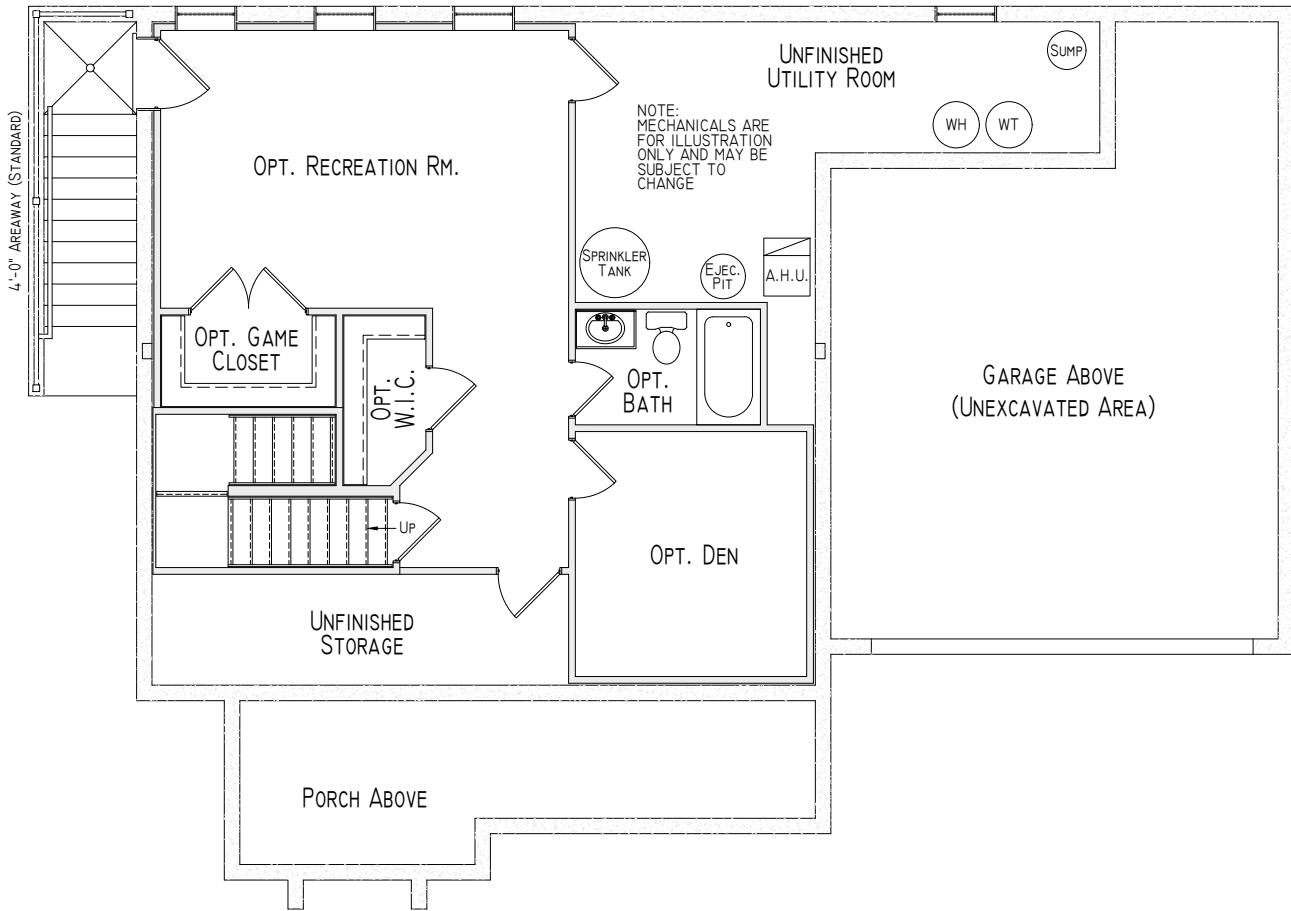 UNFINISHED
UTILITY ROOM
SUMP
NOTE:
MECHANICALS ARE
FOR ILLUSTRATION
ONLY AND MAY BE
SUBJECT TO
CHANGE
WH
WT
4'-0" AREAWAY (STANDARD)
OPT. RECREATION RM.
SPRINKLER
TANK
EJEC.
PIT
A.H.U.
OPT. GAME
CLOSET
OPT.
W.I.C.
OPT.
BATH
GARAGE ABOVE
(UNEXCAVATED AREA)
UP
OPT. DEN
UNFINISHED
STORAGE
PORCH ABOVE